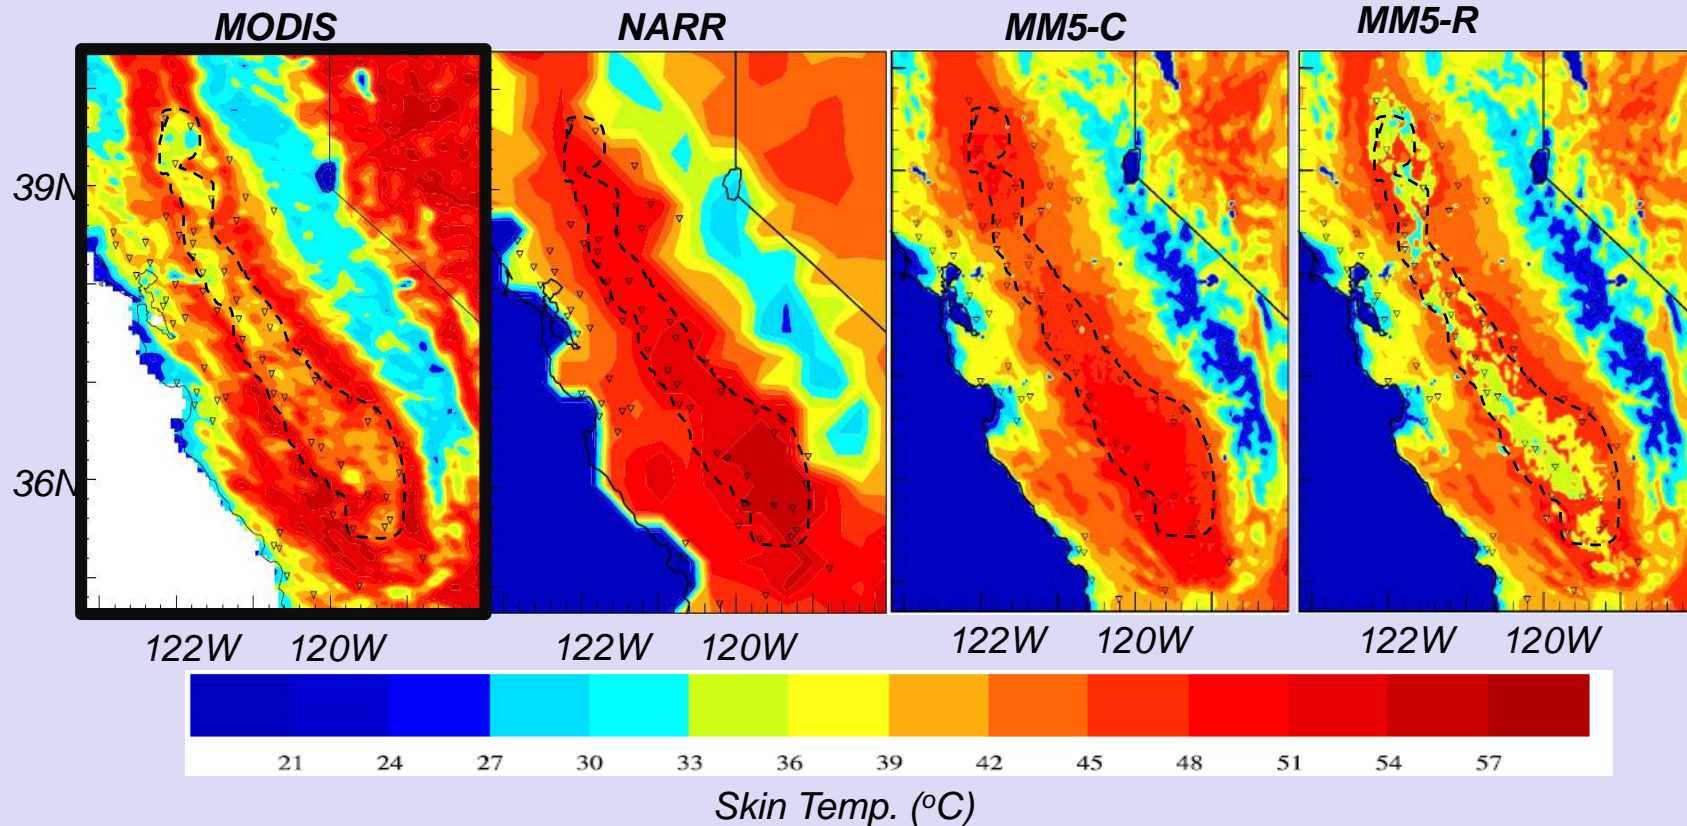 MODIS NARR MM5-C MM5-R
39N
36N
122W 120W 122W 120W 122W 120W 122W 120W
21 24 27 30 33 36 39 42 45 48 51 54 57
Skin Temp. (oC)